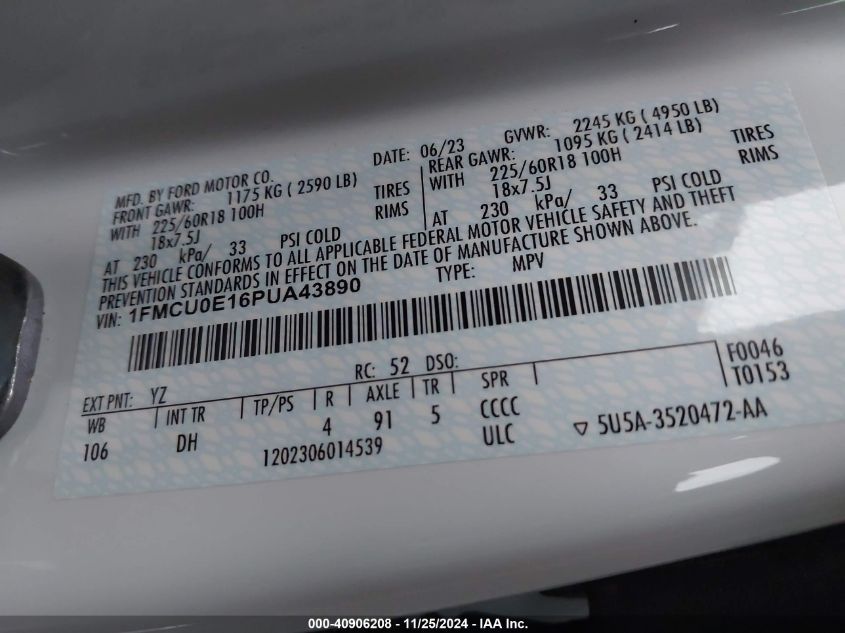 MFD. BY FORD MOTOR CO. DATE: 06/23 GVWR: 2245 KG ( 4950 LB)
FRONT GAWR: 1175 KG ( 2590 LB) REAR GAWR: 1095 KG ( 2414 LB)
WITH 225/60R18 100H TIRES WITH 225/60R18 100H TIRES
18x7.5J RIMS 18x7.5J RIMS
AT 230 kPa/ 33 PSI COLD AT 230 kPa/ 33 PSI COLD
THIS VEHICLE CONFORMS TO ALL APPLICABLE FEDERAL MOTOR VEHICLE SAFETY AND THEFT
PREVENTION STANDARDS IN EFFECT ON THE DATE OF MANUFACTURE SHOWN ABOVE.
VIN: 1FMCU0E16PUA43890 TYPE: MPV
EXT PNT: YZ RC: 52 DSO: F0046
WB INT TR TP/PS R AXLE TR SPR T0153
106 DH 4 91 5 CCCC
1202306014539 ULC 5U5A-3520472-AA
000-40906208 - 11/25/2024 - IAA Inc.